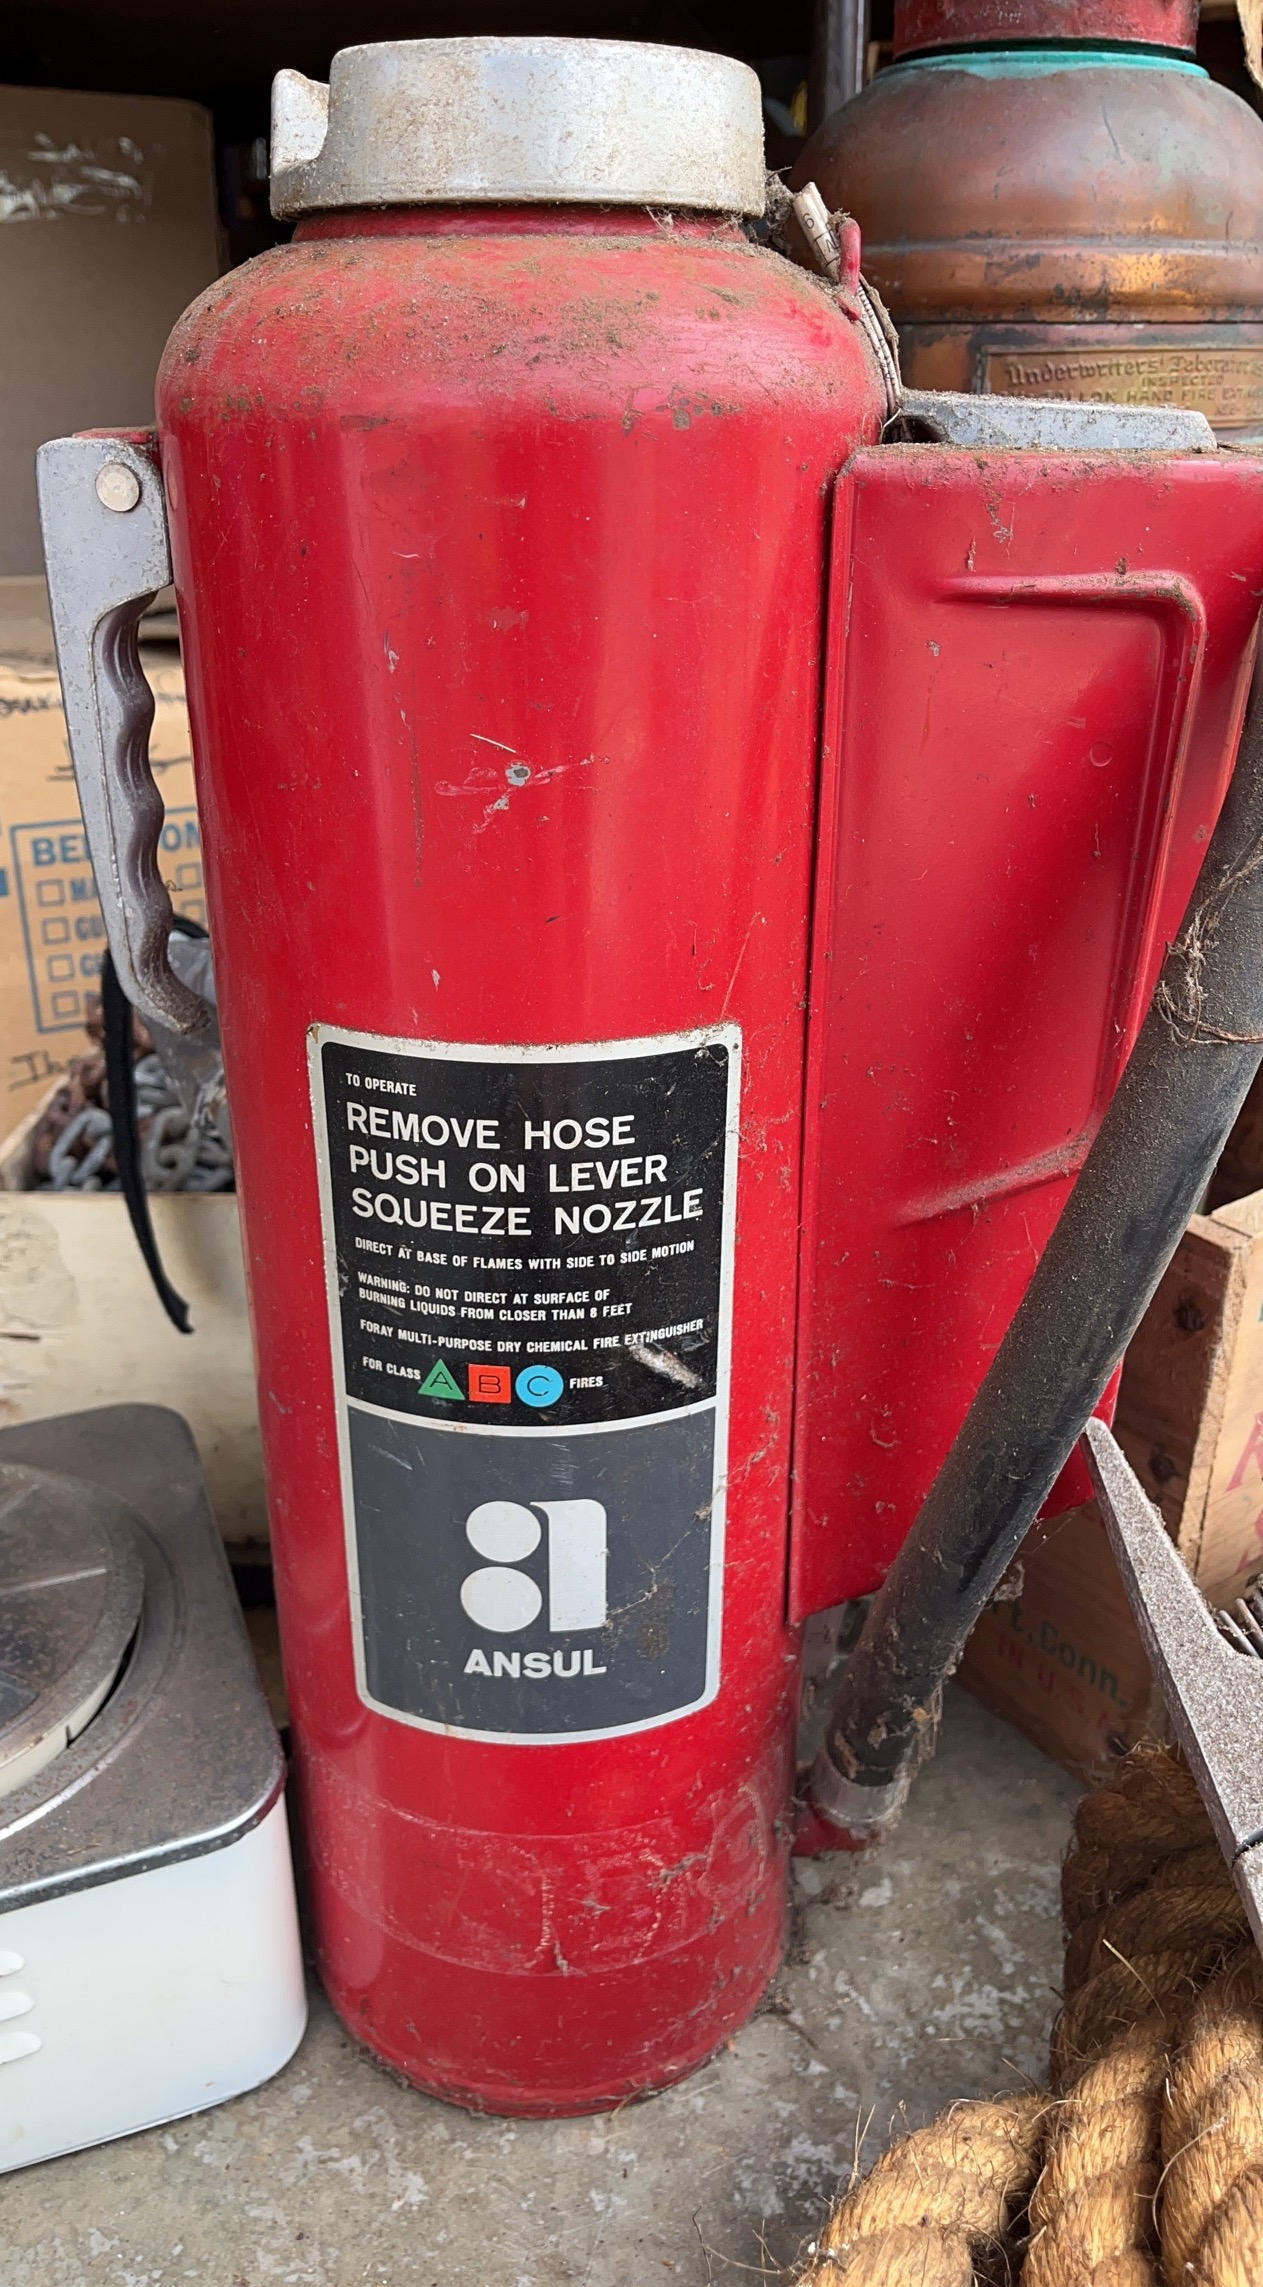 Underwriters' Laboratories
INSPECTED
TO OPERATE
REMOVE HOSE
PUSH ON LEVER
SQUEEZE NOZZLE
DIRECT AT BASE OF FLAMES WITH SIDE TO SIDE MOTION
WARNING: DO NOT DIRECT AT SURFACE OF
BURNING LIQUIDS FROM CLOSER THAN 8 FEET
FORAY MULTI-PURPOSE DRY CHEMICAL FIRE EXTINGUISHER
FOR CLASS A B C FIRES
a
ANSUL
Conn.
IN U.S.